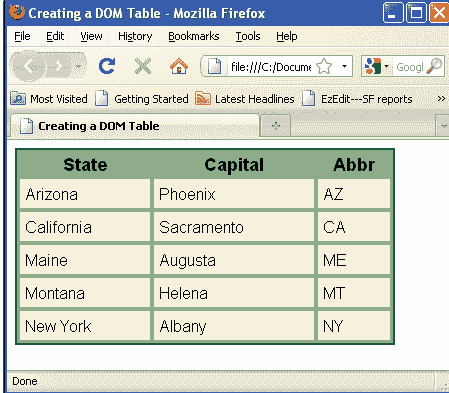 Creating a DOM Table - Mozilla Firefox
File Edit View History Bookmarks Tools Help
file:///C:/Docume Googl
Most Visited Getting Started Latest Headlines EzEdit---SF reports »
Creating a DOM Table
State Capital Abbr
Arizona Phoenix AZ
California Sacramento CA
Maine Augusta ME
Montana Helena MT
New York Albany NY
Done